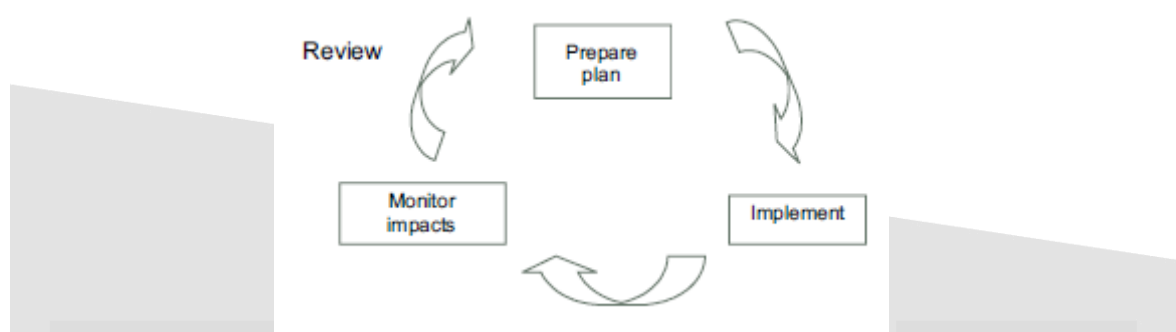 Review
Prepare
plan
Monitor
impacts
Implement